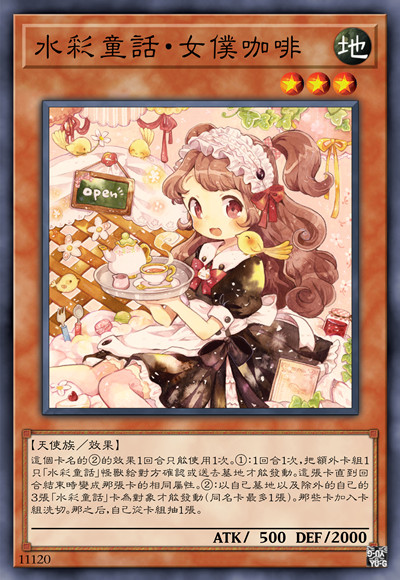 水彩童話・女僕咖啡
地
open
【天使族／效果】
這個卡名的②的效果1回合只能使用1次。①：1回合1次，把額外卡組1
只「水彩童話」怪獸給對方確認或送去墓地才能發動。這張卡直到回
合結束時變成那張卡的相同屬性。②：以自己墓地以及除外的自己的
3張「水彩童話」卡為對象才能發動(同名卡最多1張)。那些卡加入卡
組洗切。那之後，自己從卡組抽1張。
ATK/ 500 DEF/2000
11120